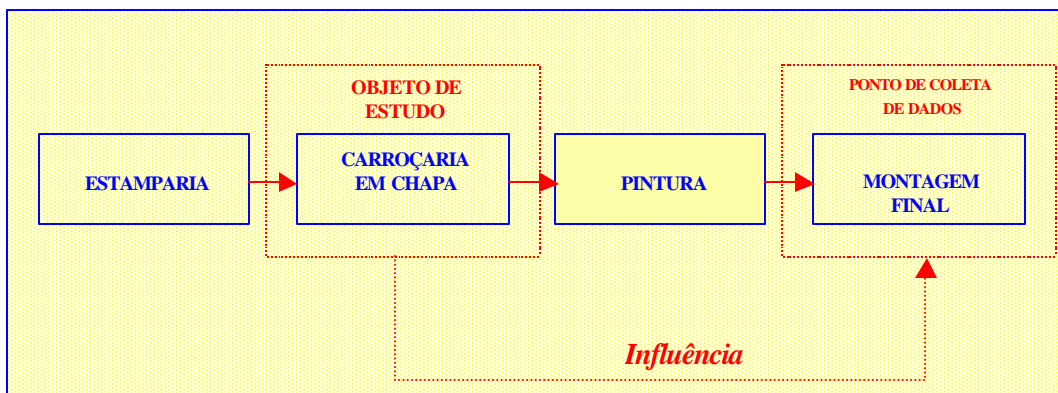 OBJETO DE
ESTUDO
PONTO DE COLETA
DE DADOS
ESTAMPARIA
CARROÇARIA
EM CHAPA
PINTURA
MONTAGEM
FINAL
Influência